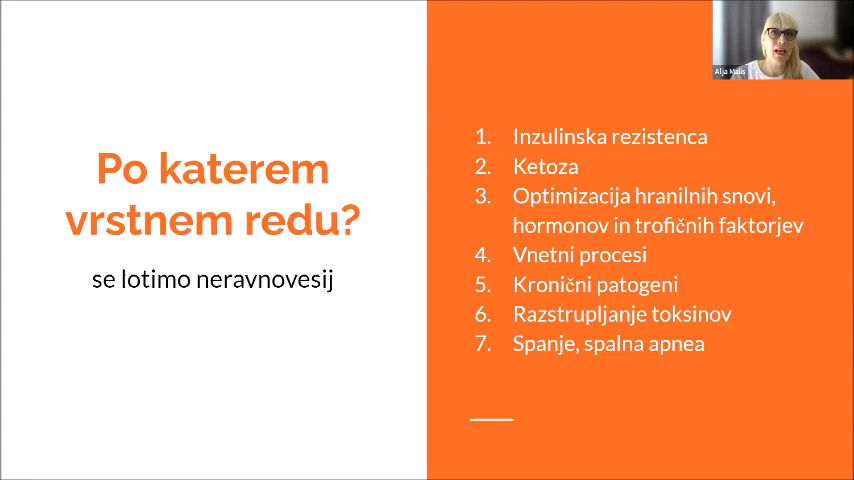 Po katerem
vrstnem redu?
se lotimo neravnovesij
1. Inzulinska rezistenca
2. Ketoza
3. Optimizacija hranilnih snovi,
hormonov in trofičnih faktorjev
4. Vnetni procesi
5. Kronični patogeni
6. Razstrupljanje toksinov
7. Spanje, spalna apnea
Alja Malis